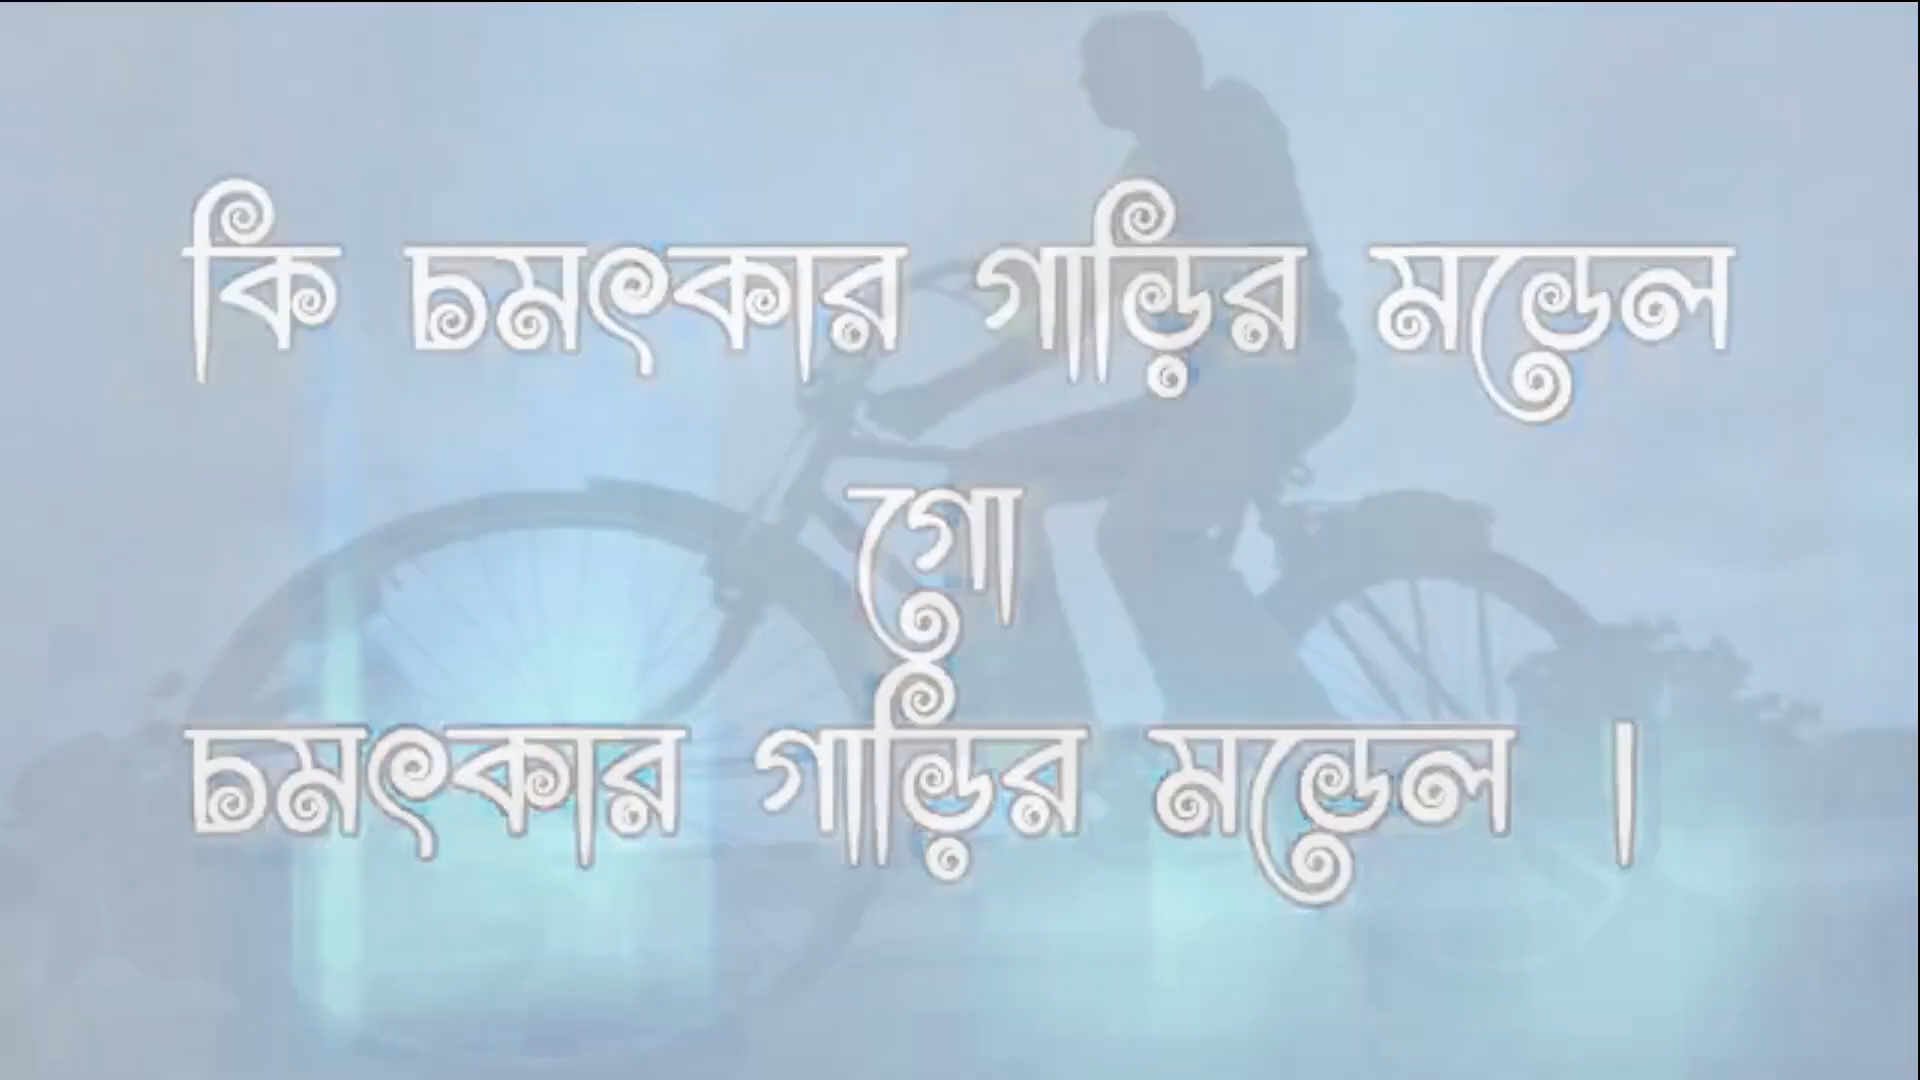 কি চমৎকার গাড়ির মডেল
গো
চমৎকার গাড়ির মডেল ।